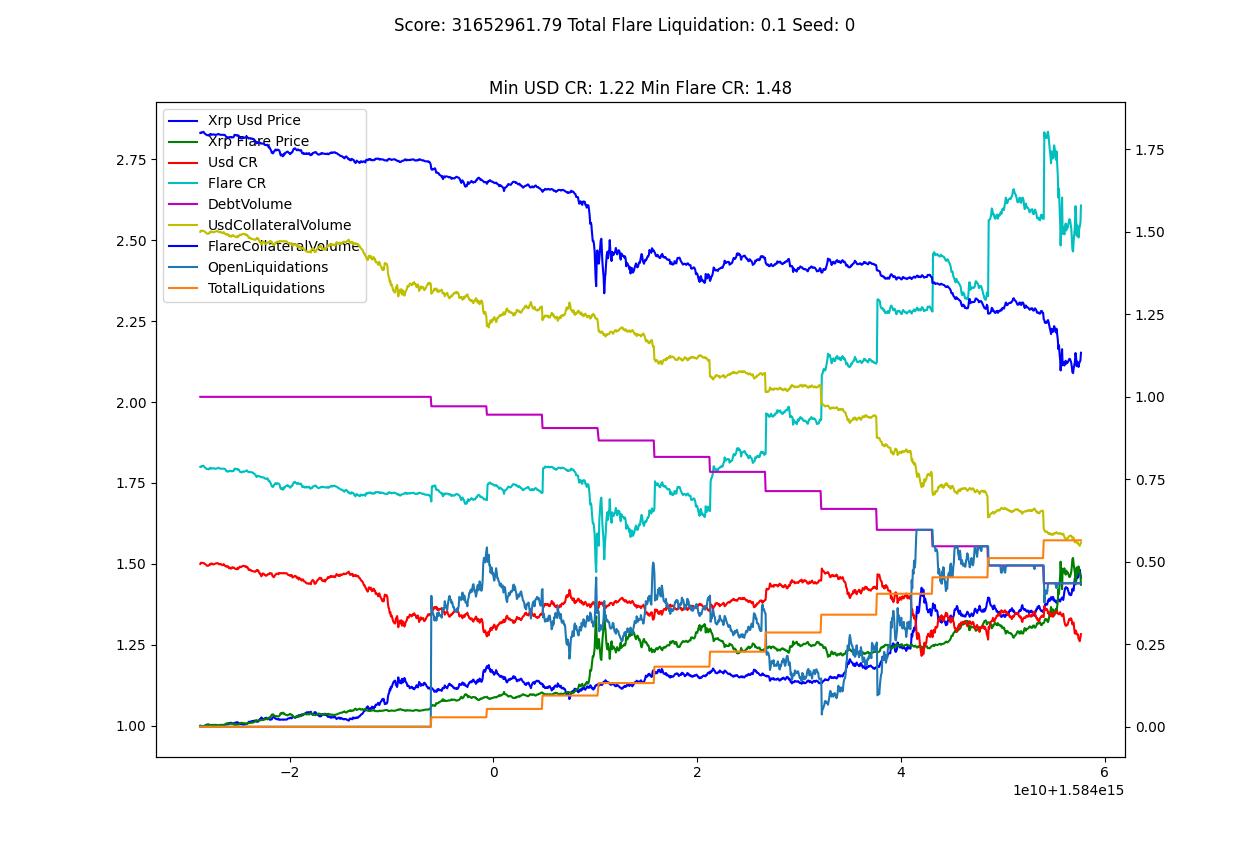 Score: 31652961.79 Total Flare Liquidation: 0.1 Seed: 0
Min USD CR: 1.22 Min Flare CR: 1.48
Xrp Usd Price
Xrp Flare Price
Usd CR
Flare CR
DebtVolume
UsdCollateralVolume
FlareCollateralVolume
OpenLiquidations
TotalLiquidations
2.75
2.50
2.25
2.00
1.75
1.50
1.25
1.00
1.75
1.50
1.25
1.00
0.75
0.50
0.25
0.00
−2 0 2 4 6
1e10+1.584e15